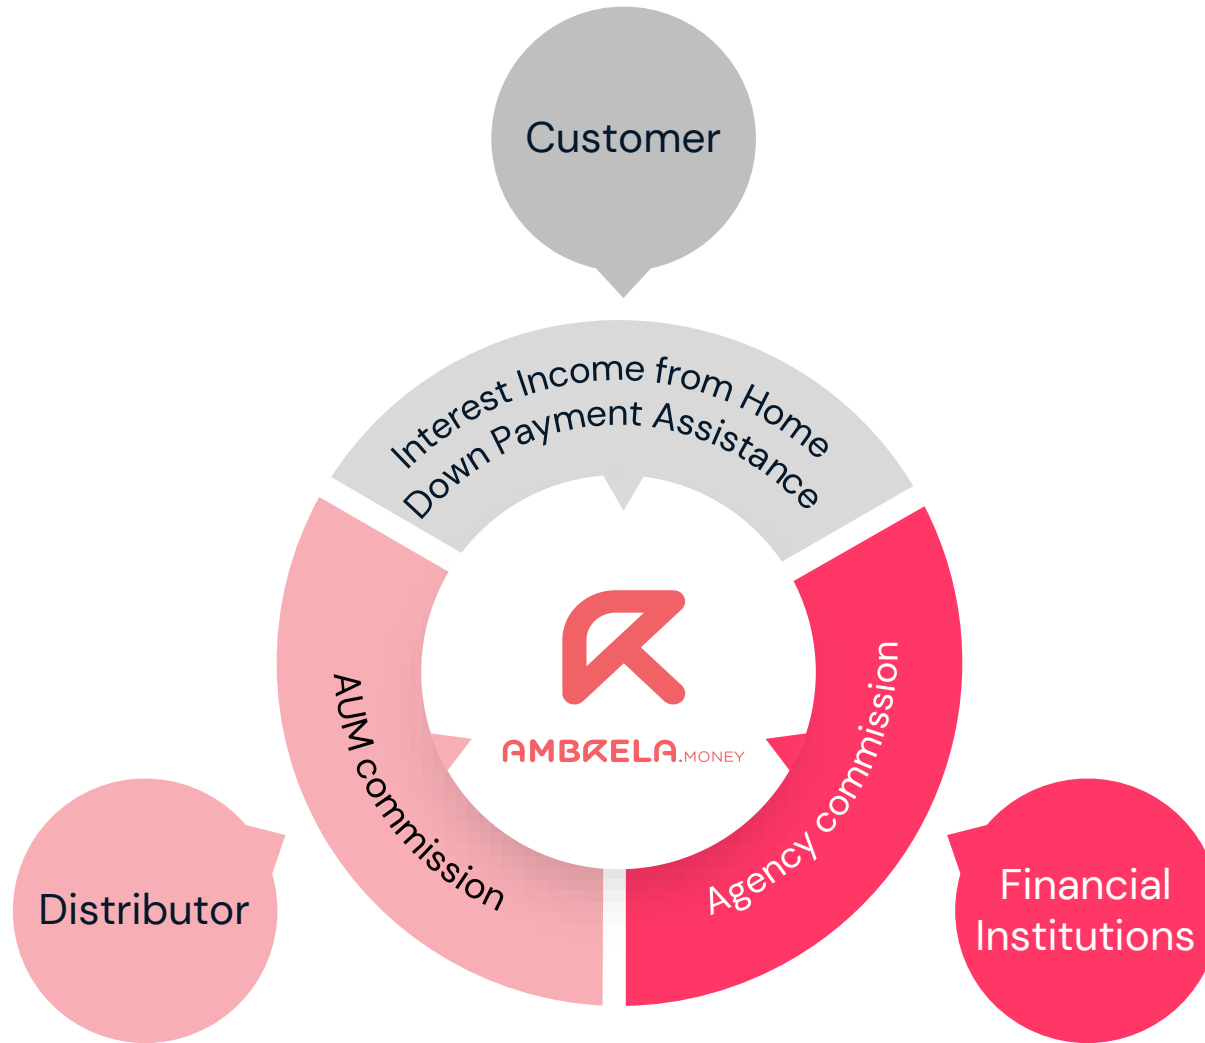 Customer
Interest Income from Home
Down Payment Assistance
AUM commission
Agency commission
AMBRELA.MONEY
Distributor
Financial
Institutions